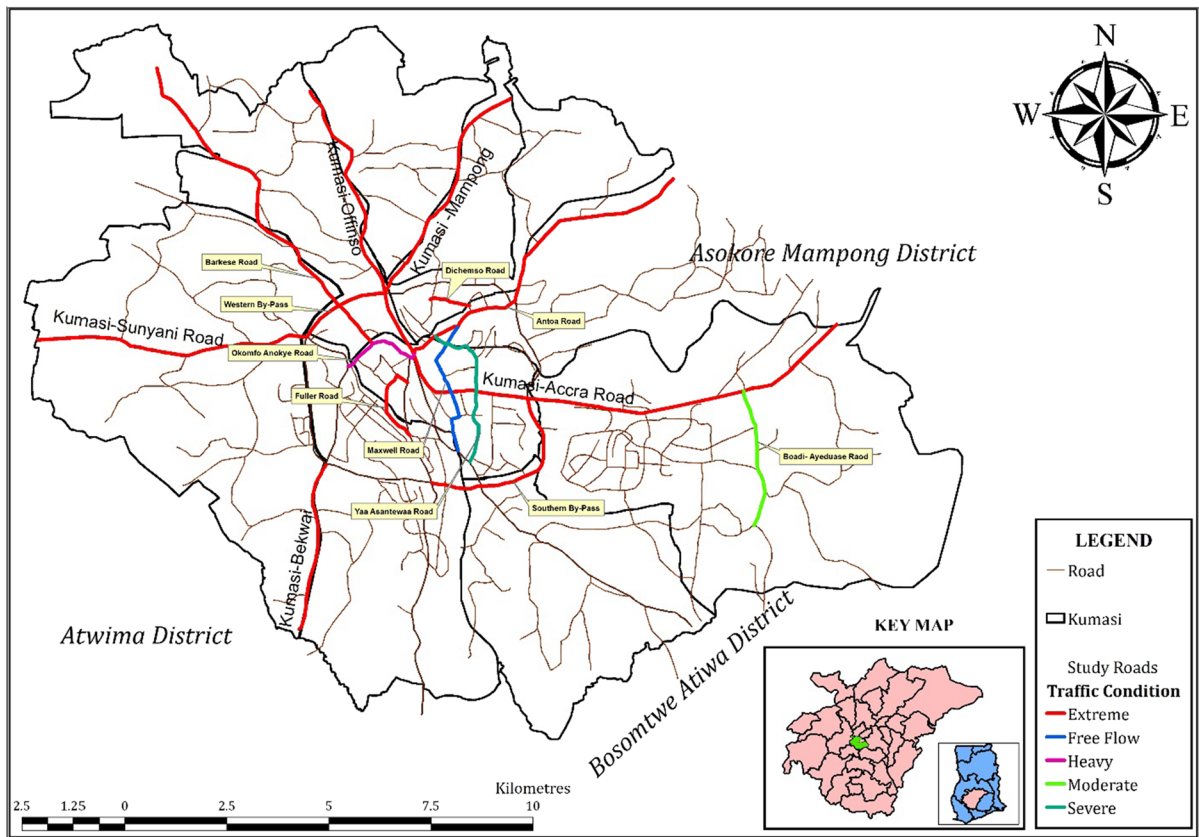 N
W
E
S
Kumasi-Offinso
Kumasi -Mampong
Asokore Mampong District
Barkese Road
Dichemso Road
Western By-Pass
Antoa Road
Kumasi-Sunyani Road
Okomfo Anokye Road
Kumasi-Accra Road
Fuller Road
Maxwell Road
Boadi- Ayeduase Raod
Yaa Asantewaa Road
Southern By-Pass
Kumasi-Bekwai
Atwima District
Bosomtwe Atiwa District
KEY MAP
LEGEND
Road
Kumasi
Study Roads
Traffic Condition
Extreme
Free Flow
Heavy
Moderate
Severe
Kilometres
2.5 1.25 0 2.5 5 7.5 10